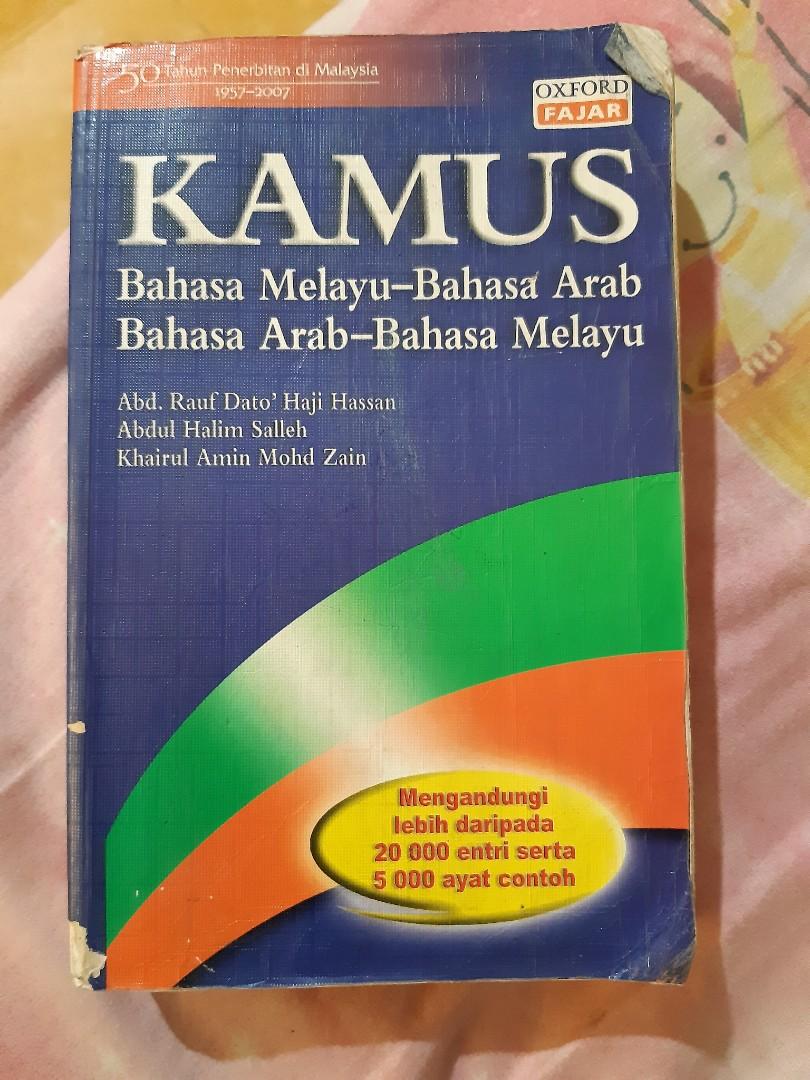 50 Tahun Penerbitan di Malaysia
1957–2007
OXFORD
FAJAR
KAMUS
Bahasa Melayu–Bahasa Arab
Bahasa Arab–Bahasa Melayu
Abd. Rauf Dato' Haji Hassan
Abdul Halim Salleh
Khairul Amin Mohd Zain
Mengandungi
lebih daripada
20 000 entri serta
5 000 ayat contoh